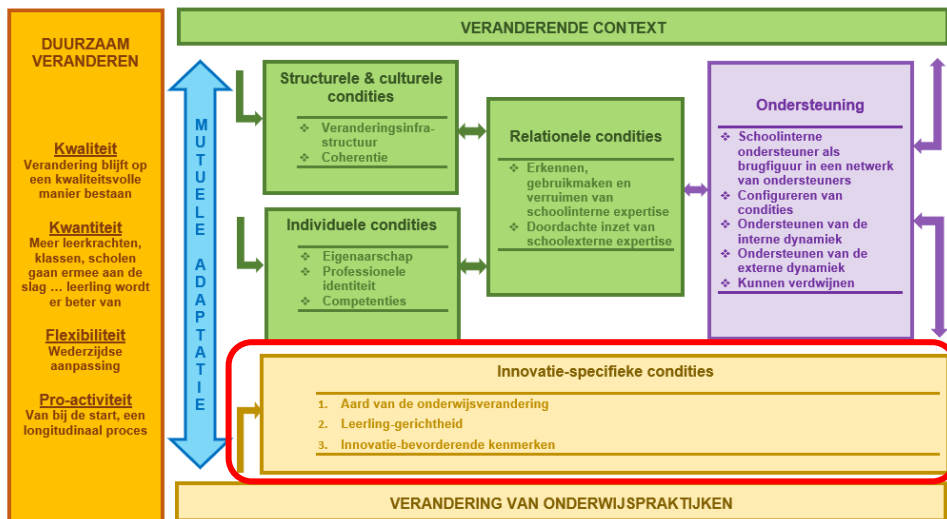 DUURZAAM
VERANDEREN
Kwaliteit
Verandering blijft op
een kwaliteitsvolle
manier bestaan
Kwantiteit
Meer leerkrachten,
klassen, scholen
gaan ermee aan de
slag … leerling wordt
er beter van
Flexibiliteit
Wederzijdse
aanpassing
Pro-activiteit
Van bij de start, een
longitudinaal proces
MUTUELE ADAPTATIE
VERANDERENDE CONTEXT
Structurele & culturele
condities
❖ Veranderingsinfra-
structuur
❖ Coherentie
Individuele condities
❖ Eigenaarschap
❖ Professionele
identiteit
❖ Competenties
Relationele condities
❖ Erkennen,
gebruikmaken en
verruimen van
schoolinterne expertise
❖ Doordachte inzet van
schoolexterne expertise
Ondersteuning
❖ Schoolinterne
ondersteuner als
brugfiguur in een netwerk
van ondersteuners
❖ Configureren van
condities
❖ Ondersteunen van de
interne dynamiek
❖ Ondersteunen van de
externe dynamiek
❖ Kunnen verdwijnen
Innovatie-specifieke condities
1. Aard van de onderwijsverandering
2. Leerling-gerichtheid
3. Innovatie-bevorderende kenmerken
VERANDERING VAN ONDERWIJSPRAKTIJKEN